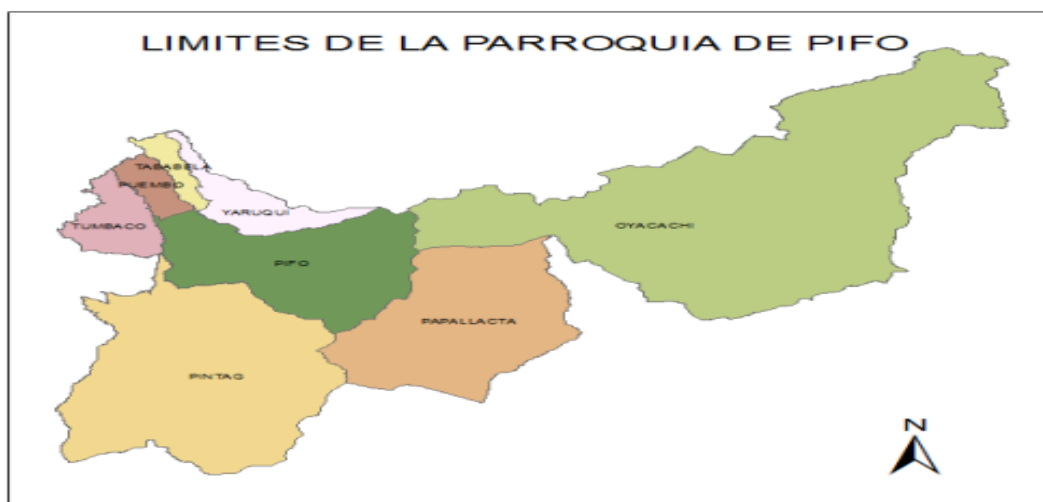 LIMITES DE LA PARROQUIA DE PIFO
TABABELA
PUEMBO
TUMBACO
YARUQUI
OYACACHI
PIFO
PAPALLACTA
PINTAG
N